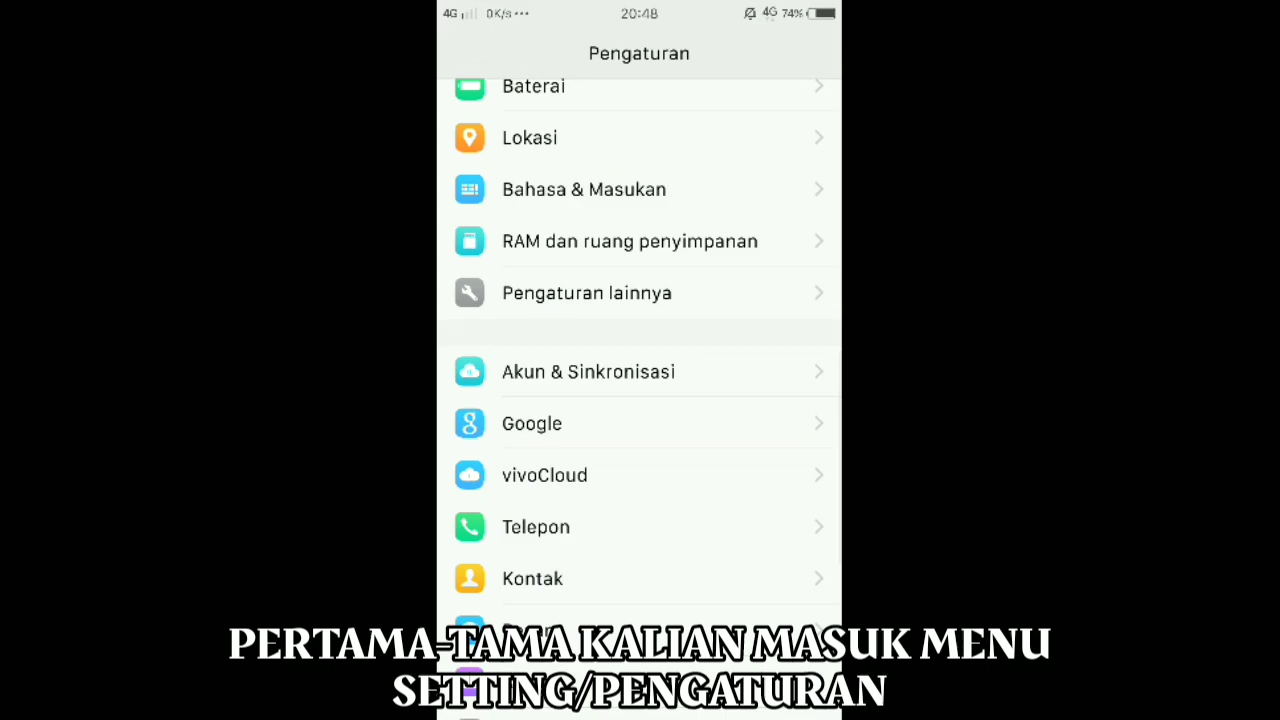 4G 0K/s ... 20:48 4G 74%
Pengaturan
Baterai
Lokasi
Bahasa & Masukan
RAM dan ruang penyimpanan
Pengaturan lainnya
Akun & Sinkronisasi
Google
vivoCloud
Telepon
Kontak
PERTAMA-TAMA KALIAN MASUK MENU
SETTING/PENGATURAN